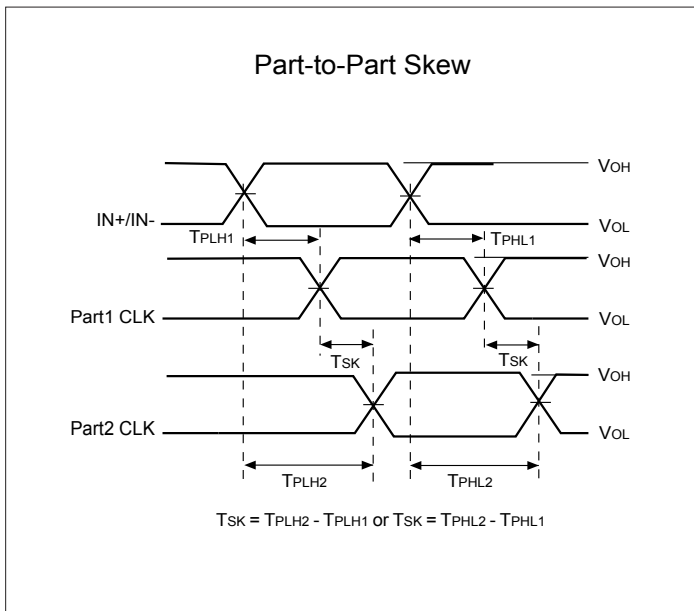 Part-to-Part Skew
VOH
IN+/IN-
VOL
TPLH1
TPHL1
VOH
Part1 CLK
VOL
TSK
TSK
VOH
Part2 CLK
VOL
TPLH2
TPHL2
TSK = TPLH2 - TPLH1 or TSK = TPHL2 - TPHL1